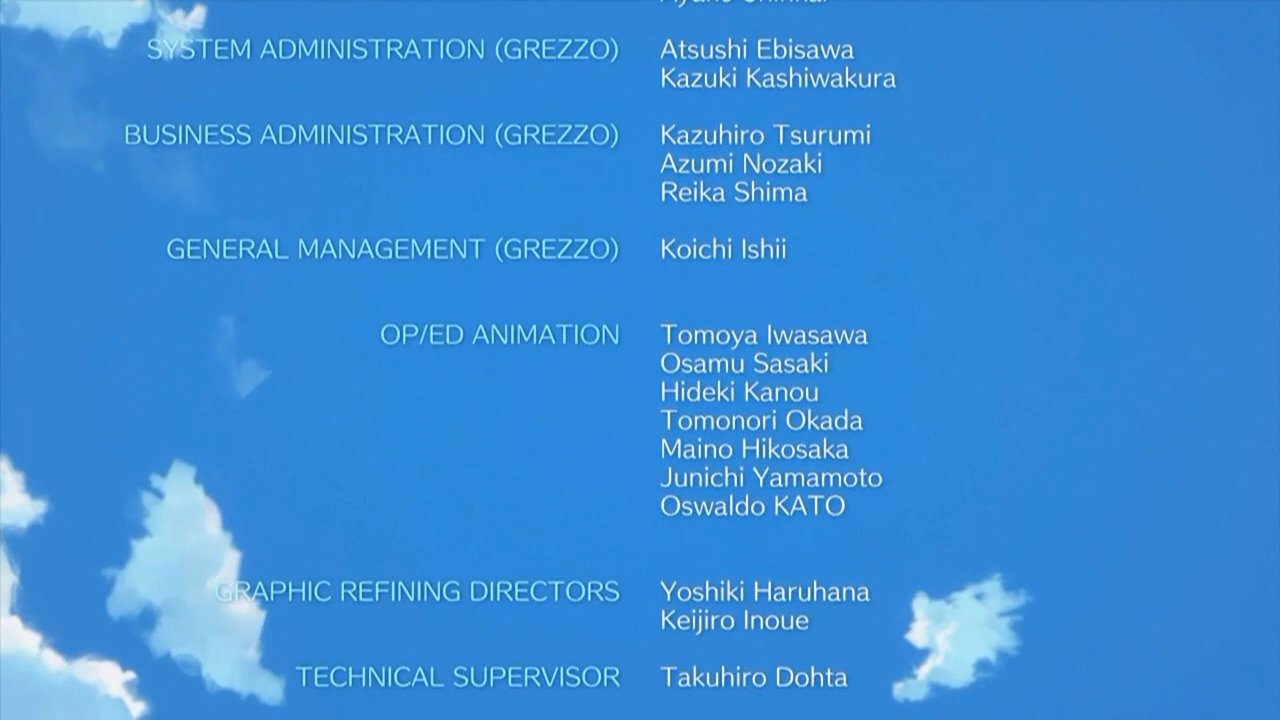 SYSTEM ADMINISTRATION (GREZZO) Atsushi Ebisawa
Kazuki Kashiwakura
BUSINESS ADMINISTRATION (GREZZO) Kazuhiro Tsurumi
Azumi Nozaki
Reika Shima
GENERAL MANAGEMENT (GREZZO) Koichi Ishii
OP/ED ANIMATION Tomoya Iwasawa
Osamu Sasaki
Hideki Kanou
Tomonori Okada
Maino Hikosaka
Junichi Yamamoto
Oswaldo KATO
GRAPHIC REFINING DIRECTORS Yoshiki Haruhana
Keijiro Inoue
TECHNICAL SUPERVISOR Takuhiro Dohta